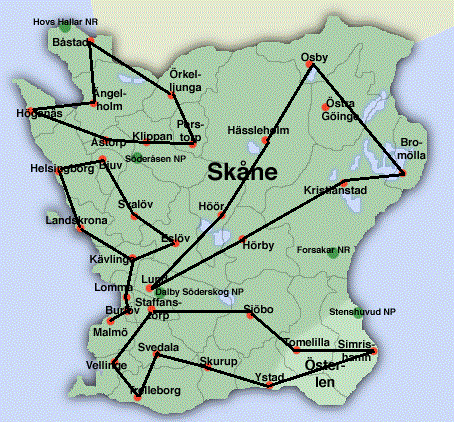 Hovs Hallar NR
Båstad
Osby
Örkel-
ljunga
Ängel-
holm
Östra
Göinge
Höganäs
Pers-
torp
Hässleholm
Åstorp
Klippan
Bro-
mölla
Helsingborg
Bjuv
Söderåsen NP
Skåne
Kristianstad
Svalöv
Höör
Landskrona
Eslöv
Hörby
Forsakar NR
Kävling
Lund
Lomma
Dalby Söderskog NP
Staffans-
torp
Burlöv
Sjöbo
Stenshuvud NP
Malmö
Svedala
Tomelilla
Simris-
hamn
Vellinge
Skurup
Öster-
len
Ystad
Trelleborg